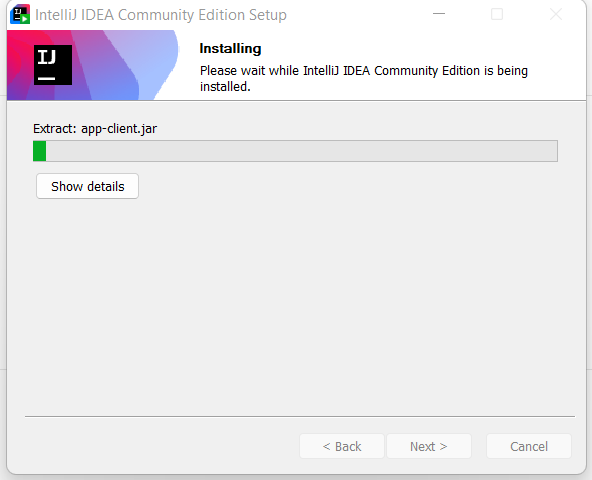 IntelliJ IDEA Community Edition Setup
IJ
Installing
Please wait while IntelliJ IDEA Community Edition is being
installed.
Extract: app-client.jar
Show details
< Back
Next >
Cancel